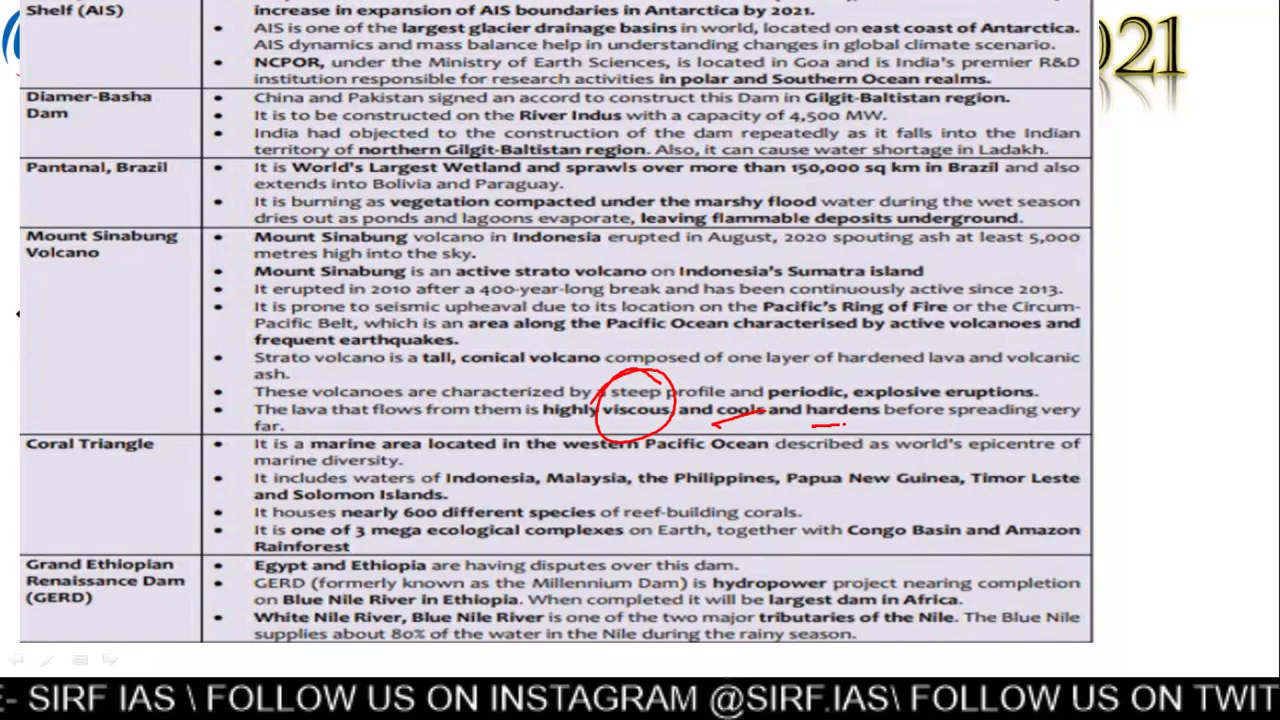 Shelf (AIS)
increase in expansion of AIS boundaries in Antarctica by 2021.
• AIS is one of the largest glacier drainage basins in world, located on east coast of Antarctica.
AIS dynamics and mass balance help in understanding changes in global climate scenario.
• NCPOR, under the Ministry of Earth Sciences, is located in Goa and is India's premier R&D
institution responsible for research activities in polar and Southern Ocean realms.
Diamer-Basha
Dam
• China and Pakistan signed an accord to construct this Dam in Gilgit-Baltistan region.
• It is to be constructed on the River Indus with a capacity of 4,500 MW.
• India had objected to the construction of the dam repeatedly as it falls into the Indian
territory of northern Gilgit-Baltistan region. Also, it can cause water shortage in Ladakh.
Pantanal, Brazil
• It is World's Largest Wetland and sprawls over more than 150,000 sq km in Brazil and also
extends into Bolivia and Paraguay.
• It is burning as vegetation compacted under the marshy flood water during the wet season
dries out as ponds and lagoons evaporate, leaving flammable deposits underground.
Mount Sinabung
Volcano
• Mount Sinabung volcano in Indonesia erupted in August, 2020 spouting ash at least 5,000
metres high into the sky.
• Mount Sinabung is an active strato volcano on Indonesia's Sumatra island
• It erupted in 2010 after a 400-year-long break and has been continuously active since 2013.
• It is prone to seismic upheaval due to its location on the Pacific's Ring of Fire or the Circum-
Pacific Belt, which is an area along the Pacific Ocean characterised by active volcanoes and
frequent earthquakes.
• Strato volcano is a tall, conical volcano composed of one layer of hardened lava and volcanic
ash.
• These volcanoes are characterized by a steep profile and periodic, explosive eruptions.
• The lava that flows from them is highly viscous, and cools and hardens before spreading very
far.
Coral Triangle
• It is a marine area located in the western Pacific Ocean described as world's epicentre of
marine diversity.
• It includes waters of Indonesia, Malaysia, the Philippines, Papua New Guinea, Timor Leste
and Solomon Islands.
• It houses nearly 600 different species of reef-building corals.
• It is one of 3 mega ecological complexes on Earth, together with Congo Basin and Amazon
Rainforest
Grand Ethiopian
Renaissance Dam
(GERD)
• Egypt and Ethiopia are having disputes over this dam.
• GERD (formerly known as the Millennium Dam) is hydropower project nearing completion
on Blue Nile River in Ethiopia. When completed it will be largest dam in Africa.
• White Nile River, Blue Nile River is one of the two major tributaries of the Nile. The Blue Nile
supplies about 80% of the water in the Nile during the rainy season.
021
E- SIRF IAS \ FOLLOW US ON INSTAGRAM @SIRF.IAS\ FOLLOW US ON TWIT